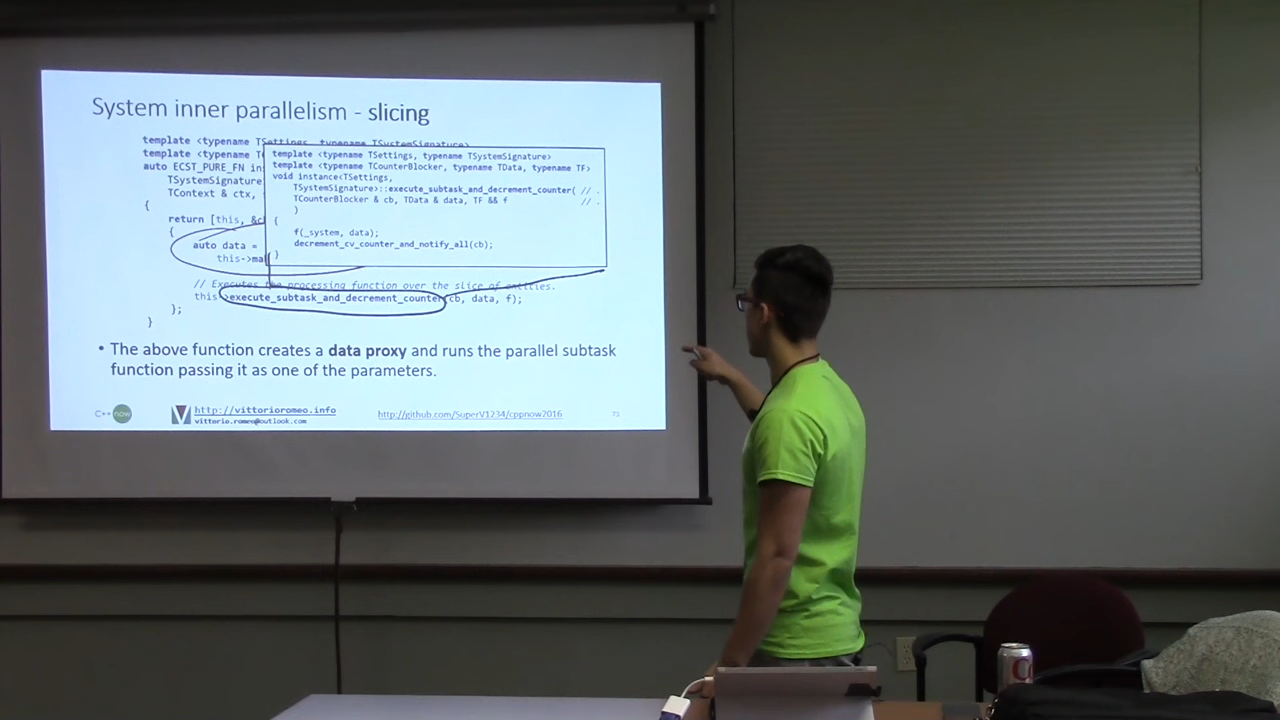 System inner parallelism - slicing
template <typename TSettings, typename TSystemSignature>
template <typename TC
auto ECST_PURE_FN in
TSystemSignature
TContext & ctx,
{
return [this, &c
{
auto data =
this->ma
template <typename TSettings, typename TSystemSignature>
template <typename TCounterBlocker, typename TData, typename TF>
void instance<TSettings,
TSystemSignature>::execute_subtask_and_decrement_counter( // .
TCounterBlocker & cb, TData & data, TF && f // .
)
{
f(_system, data);
decrement_cv_counter_and_notify_all(cb);
}
// Executes the processing function over the slice of entities.
this->execute_subtask_and_decrement_counter(cb, data, f);
};
}
• The above function creates a data proxy and runs the parallel subtask
function passing it as one of the parameters.
C++ now
http://vittorioromeo.info
vittorio.romeo@outlook.com
http://github.com/SuperV1234/cppnow2016